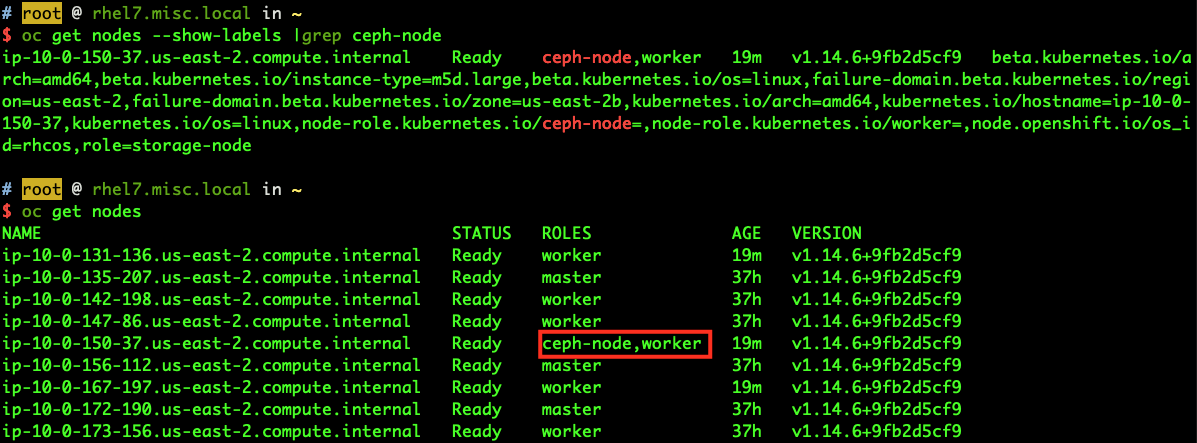 # root @ rhel7.misc.local in ~
$ oc get nodes --show-labels |grep ceph-node
ip-10-0-150-37.us-east-2.compute.internal   Ready   ceph-node,worker   19m   v1.14.6+9fb2d5cf9   beta.kubernetes.io/a
rch=amd64,beta.kubernetes.io/instance-type=m5d.large,beta.kubernetes.io/os=linux,failure-domain.beta.kubernetes.io/regi
on=us-east-2,failure-domain.beta.kubernetes.io/zone=us-east-2b,kubernetes.io/arch=amd64,kubernetes.io/hostname=ip-10-0-
150-37,kubernetes.io/os=linux,node-role.kubernetes.io/ceph-node=,node-role.kubernetes.io/worker=,node.openshift.io/os_i
d=rhcos,role=storage-node
# root @ rhel7.misc.local in ~
$ oc get nodes
NAME   STATUS   ROLES   AGE   VERSION
ip-10-0-131-136.us-east-2.compute.internal   Ready   worker   19m   v1.14.6+9fb2d5cf9
ip-10-0-135-207.us-east-2.compute.internal   Ready   master   37h   v1.14.6+9fb2d5cf9
ip-10-0-142-198.us-east-2.compute.internal   Ready   worker   37h   v1.14.6+9fb2d5cf9
ip-10-0-147-86.us-east-2.compute.internal   Ready   worker   37h   v1.14.6+9fb2d5cf9
ip-10-0-150-37.us-east-2.compute.internal   Ready   ceph-node,worker   19m   v1.14.6+9fb2d5cf9
ip-10-0-156-112.us-east-2.compute.internal   Ready   master   37h   v1.14.6+9fb2d5cf9
ip-10-0-167-197.us-east-2.compute.internal   Ready   worker   19m   v1.14.6+9fb2d5cf9
ip-10-0-172-190.us-east-2.compute.internal   Ready   master   37h   v1.14.6+9fb2d5cf9
ip-10-0-173-156.us-east-2.compute.internal   Ready   worker   37h   v1.14.6+9fb2d5cf9